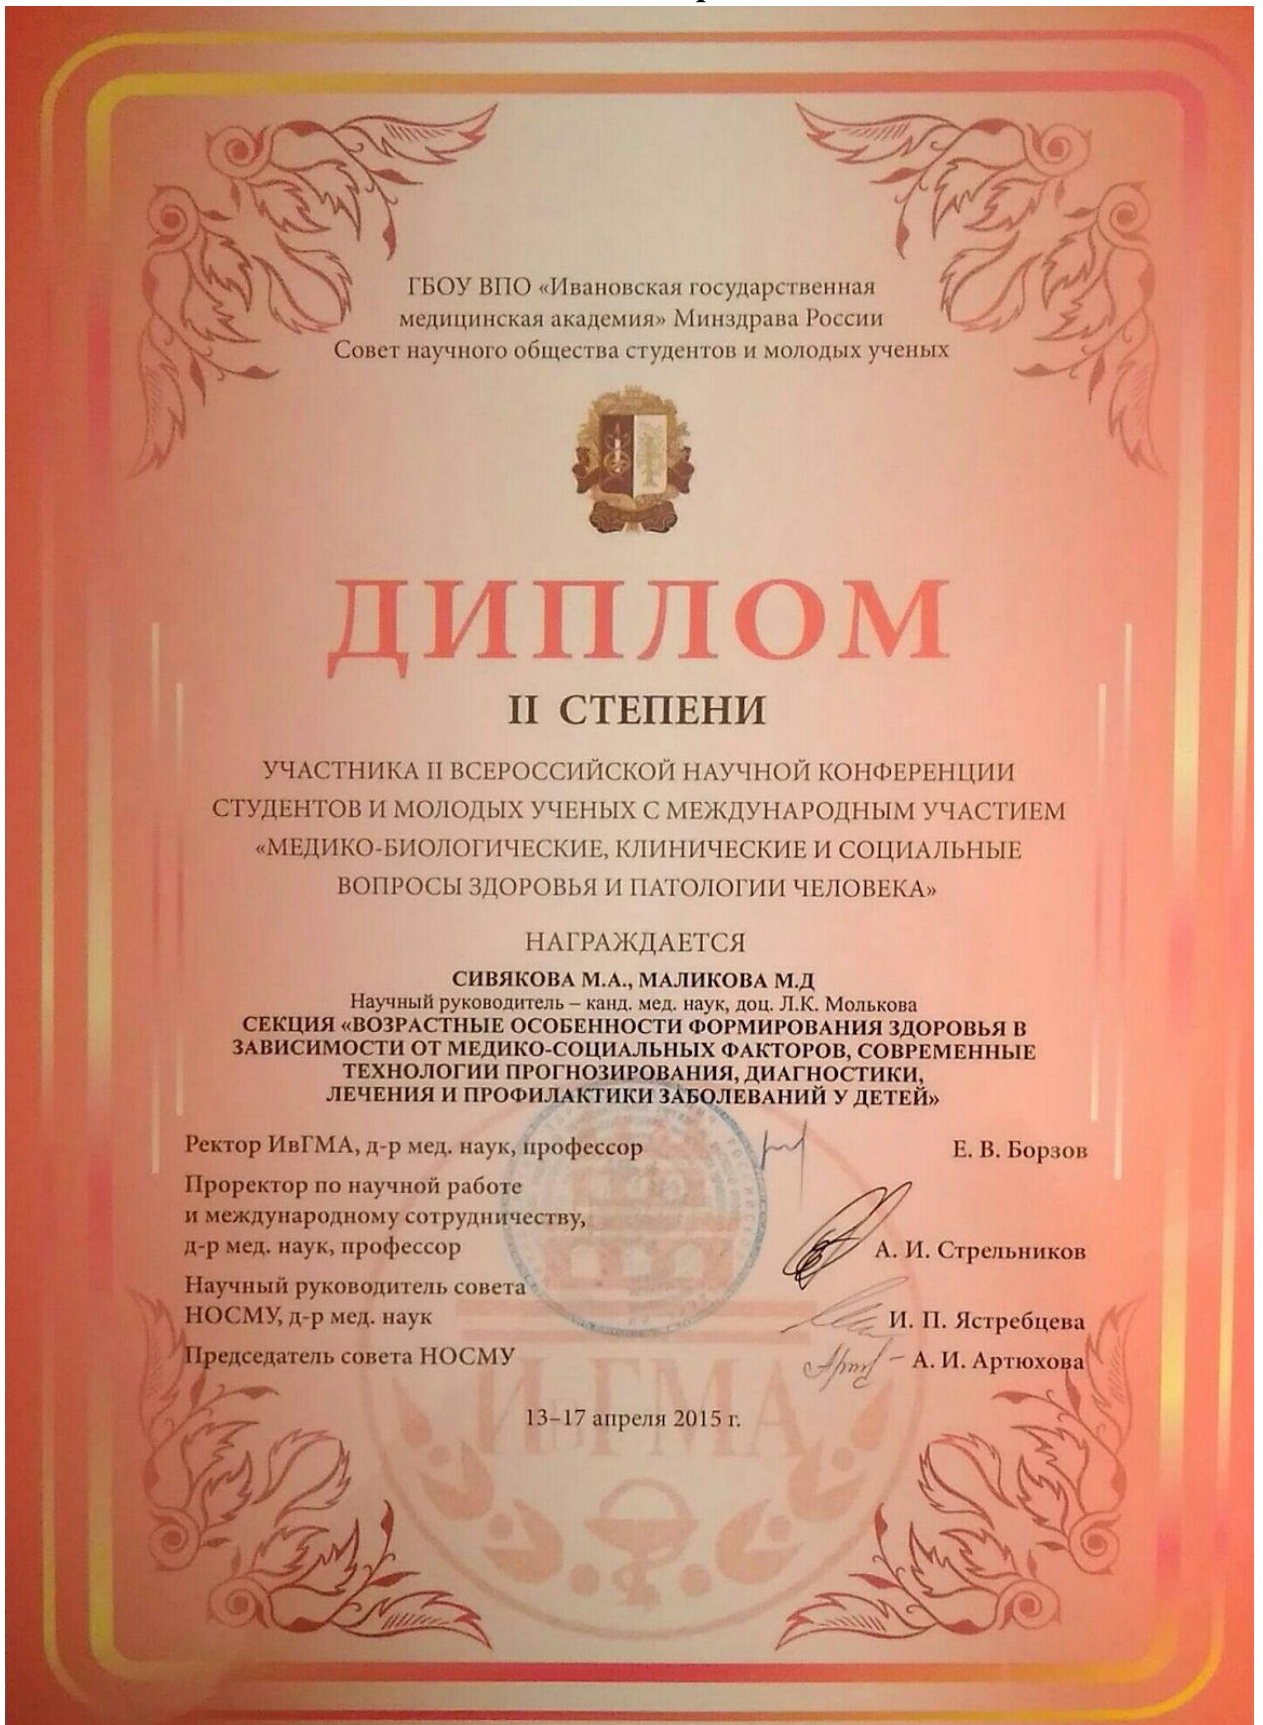 ГБОУ ВПО «Ивановская государственная
медицинская академия» Минздрава России
Совет научного общества студентов и молодых ученых
ДИПЛОМ
II СТЕПЕНИ
УЧАСТНИКА II ВСЕРОССИЙСКОЙ НАУЧНОЙ КОНФЕРЕНЦИИ
СТУДЕНТОВ И МОЛОДЫХ УЧЕНЫХ С МЕЖДУНАРОДНЫМ УЧАСТИЕМ
«МЕДИКО-БИОЛОГИЧЕСКИЕ, КЛИНИЧЕСКИЕ И СОЦИАЛЬНЫЕ
ВОПРОСЫ ЗДОРОВЬЯ И ПАТОЛОГИИ ЧЕЛОВЕКА»
НАГРАЖДАЕТСЯ
СИВЯКОВА М.А., МАЛИКОВА М.Д
Научный руководитель – канд. мед. наук, доц. Л.К. Молькова
СЕКЦИЯ «ВОЗРАСТНЫЕ ОСОБЕННОСТИ ФОРМИРОВАНИЯ ЗДОРОВЬЯ В
ЗАВИСИМОСТИ ОТ МЕДИКО-СОЦИАЛЬНЫХ ФАКТОРОВ, СОВРЕМЕННЫЕ
ТЕХНОЛОГИИ ПРОГНОЗИРОВАНИЯ, ДИАГНОСТИКИ,
ЛЕЧЕНИЯ И ПРОФИЛАКТИКИ ЗАБОЛЕВАНИЙ У ДЕТЕЙ»
Ректор ИвГМА, д-р мед. наук, профессор Е. В. Борзов
Проректор по научной работе
и международному сотрудничеству,
д-р мед. наук, профессор А. И. Стрельников
Научный руководитель совета
НОСМУ, д-р мед. наук И. П. Ястребцева
Председатель совета НОСМУ А. И. Артюхова
13–17 апреля 2015 г.
ИвГМА